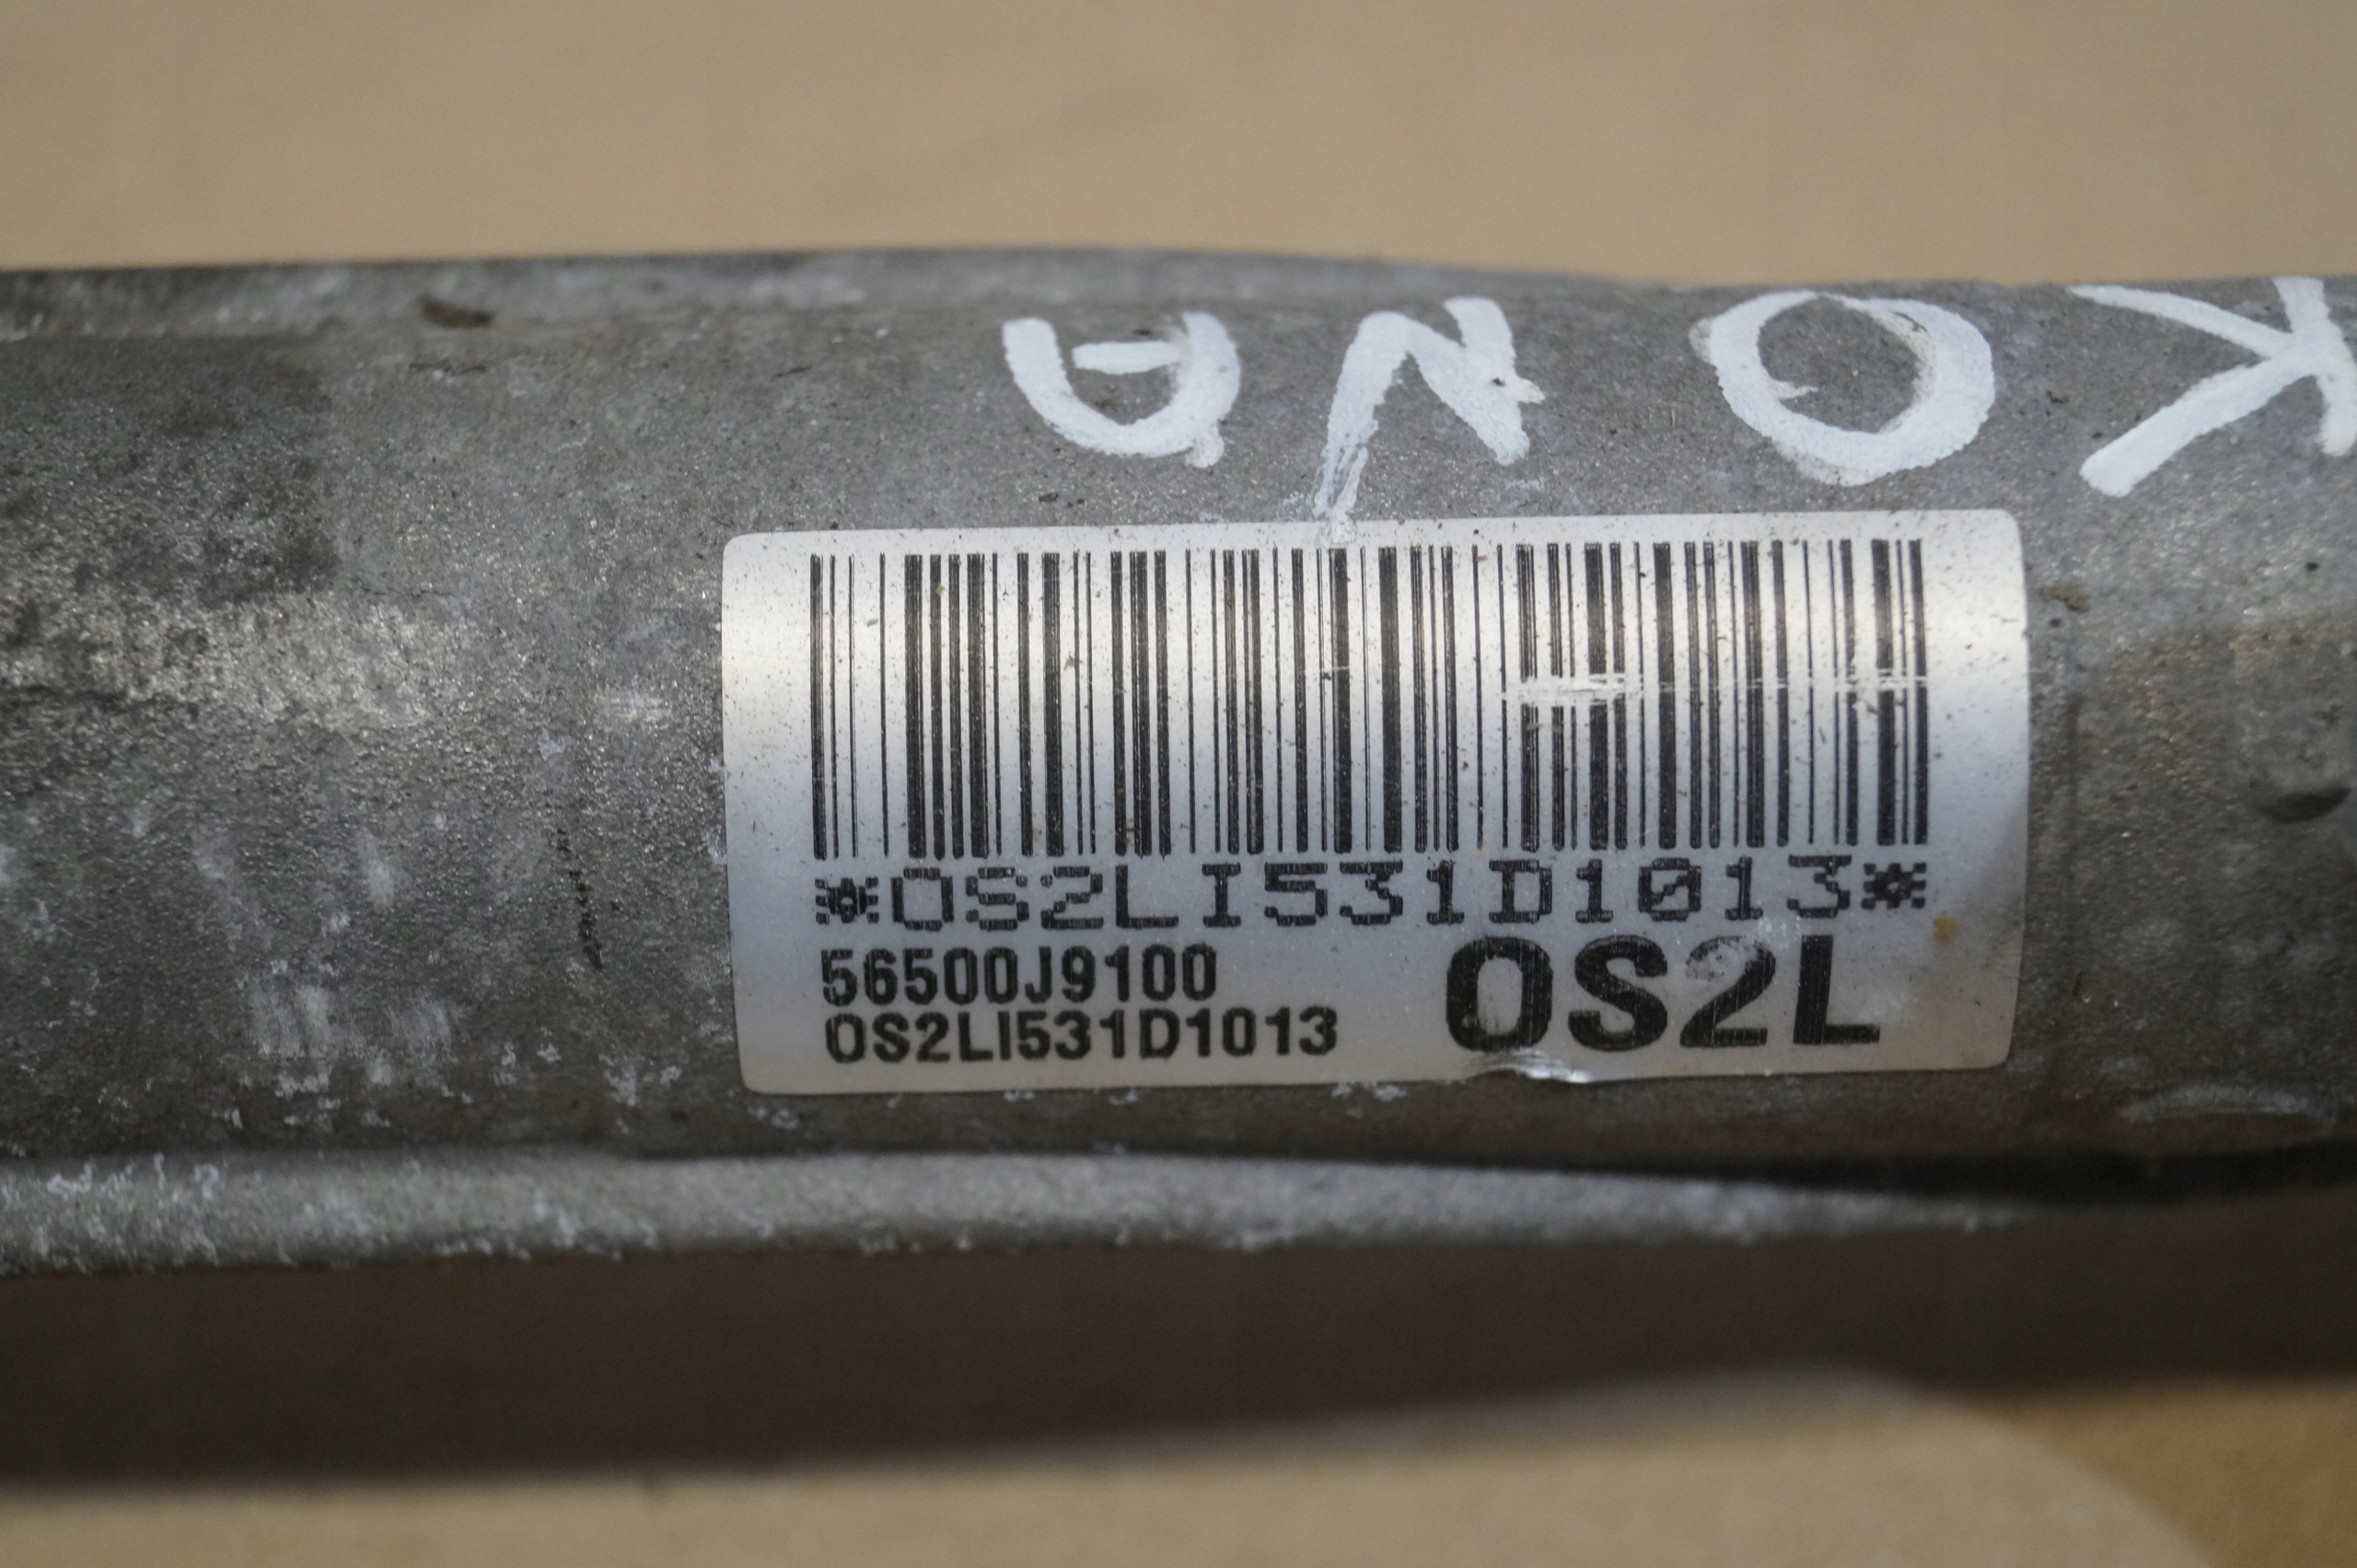 KONA
*OS2LI531D1013*
56500J9100
OS2LI531D1013
OS2L